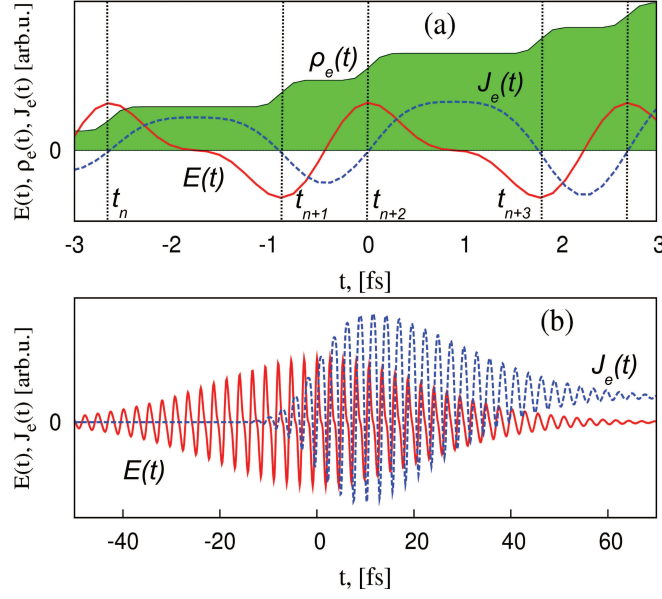 (a)
ρe(t)
Je(t)
E(t), ρe(t), Je(t) [arb.u.]
0
E(t)
tn
tn+1
tn+2
tn+3
-3 -2 -1 0 1 2 3
t, [fs]
(b)
Je(t)
E(t), Je(t) [arb.u.]
0
E(t)
-40 -20 0 20 40 60
t, [fs]